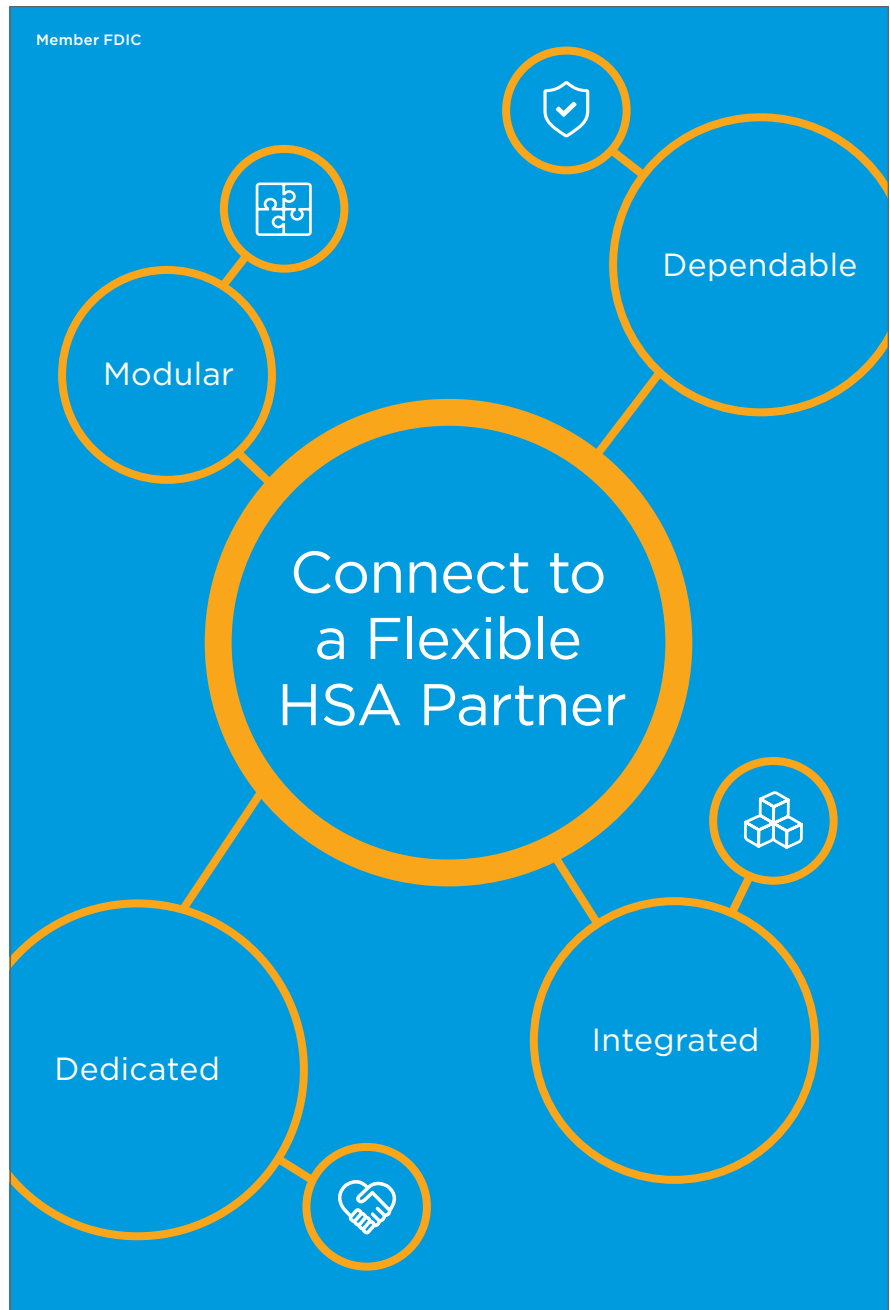 Member FDIC
Dependable
Modular
Connect to
a Flexible
HSA Partner
Integrated
Dedicated